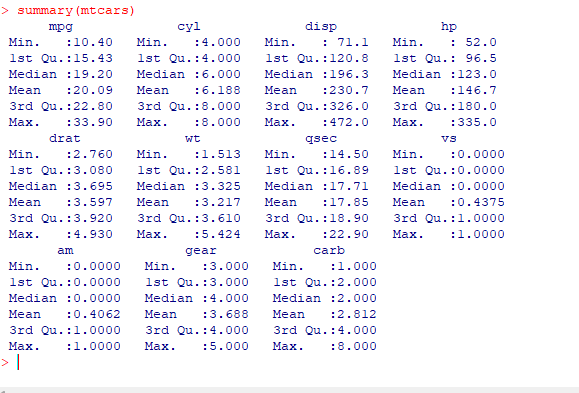 > summary(mtcars)
      mpg             cyl             disp             hp
 Min.   :10.40   Min.   :4.000   Min.   : 71.1   Min.   : 52.0
 1st Qu.:15.43   1st Qu.:4.000   1st Qu.:120.8   1st Qu.: 96.5
 Median :19.20   Median :6.000   Median :196.3   Median :123.0
 Mean   :20.09   Mean   :6.188   Mean   :230.7   Mean   :146.7
 3rd Qu.:22.80   3rd Qu.:8.000   3rd Qu.:326.0   3rd Qu.:180.0
 Max.   :33.90   Max.   :8.000   Max.   :472.0   Max.   :335.0
      drat             wt             qsec             vs
 Min.   :2.760   Min.   :1.513   Min.   :14.50   Min.   :0.0000
 1st Qu.:3.080   1st Qu.:2.581   1st Qu.:16.89   1st Qu.:0.0000
 Median :3.695   Median :3.325   Median :17.71   Median :0.0000
 Mean   :3.597   Mean   :3.217   Mean   :17.85   Mean   :0.4375
 3rd Qu.:3.920   3rd Qu.:3.610   3rd Qu.:18.90   3rd Qu.:1.0000
 Max.   :4.930   Max.   :5.424   Max.   :22.90   Max.   :1.0000
       am              gear            carb
 Min.   :0.0000   Min.   :3.000   Min.   :1.000
 1st Qu.:0.0000   1st Qu.:3.000   1st Qu.:2.000
 Median :0.0000   Median :4.000   Median :2.000
 Mean   :0.4062   Mean   :3.688   Mean   :2.812
 3rd Qu.:1.0000   3rd Qu.:4.000   3rd Qu.:4.000
 Max.   :1.0000   Max.   :5.000   Max.   :8.000
>